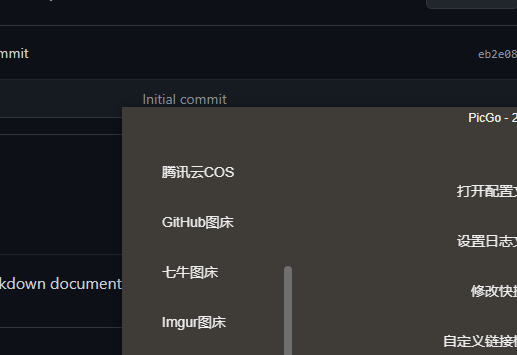 mmit
eb2e08
Initial commit
PicGo - 2
腾讯云COS
打开配置文
GitHub图床
设置日志文
七牛图床
kdown document
修改快捷
Imgur图床
自定义链接格